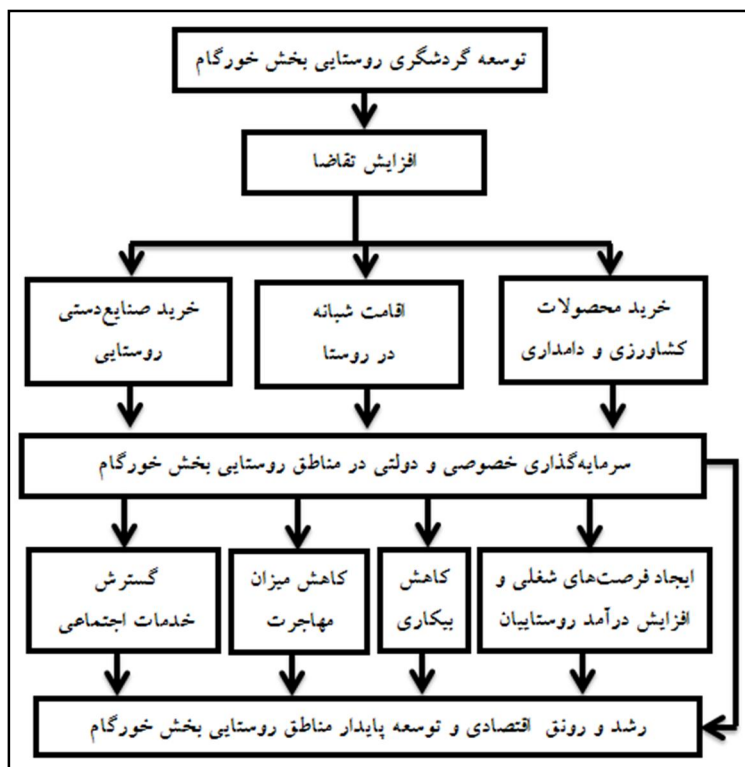 توسعه گردشگری روستایی بخش خورگام
افزایش تقاضا
خرید محصولات
کشاورزی و دامداری
اقامت شبانه
در روستا
خرید صنایع‌دستی
روستایی
سرمایه‌گذاری خصوصی و دولتی در مناطق روستایی بخش خورگام
ایجاد فرصت‌های شغلی و
افزایش درآمد روستاییان
کاهش
بیکاری
کاهش میزان
مهاجرت
گسترش
خدمات اجتماعی
رشد و رونق اقتصادی و توسعه پایدار مناطق روستایی بخش خورگام